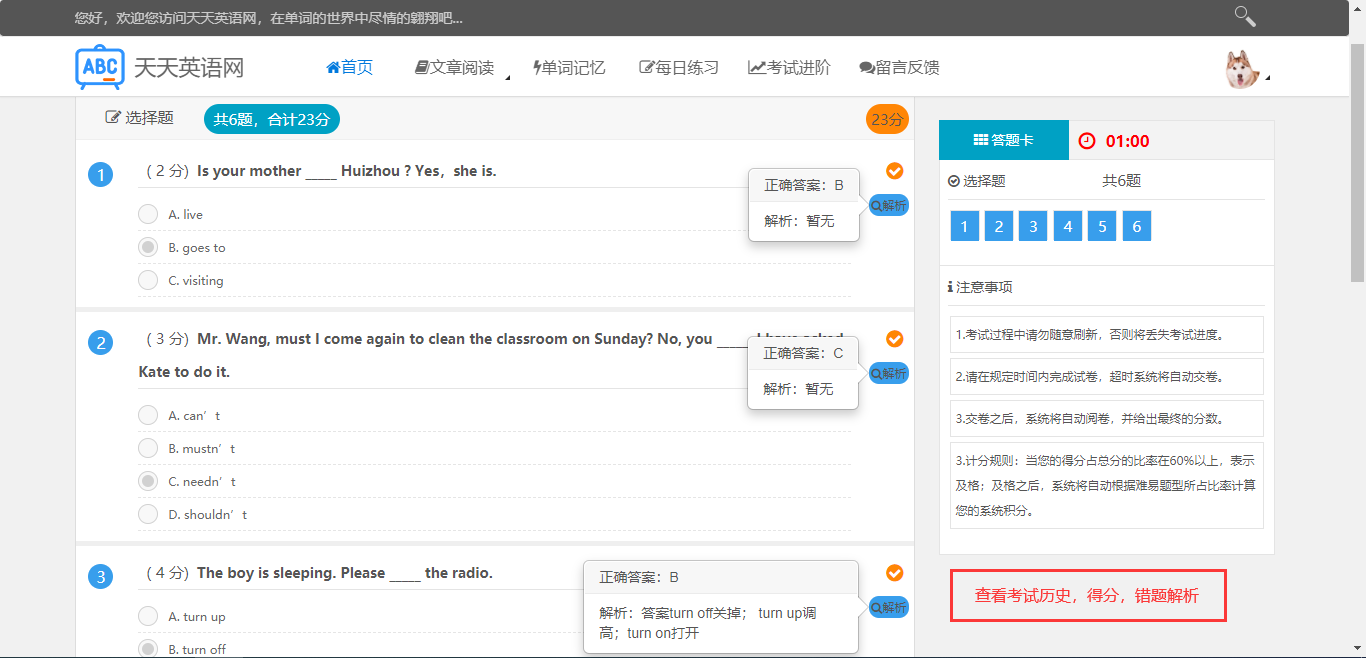 您好，欢迎您访问天天英语网，在单词的世界中尽情的翱翔吧...
ABC 天天英语网 首页 文章阅读 单词记忆 每日练习 考试进阶 留言反馈
选择题 共6题，合计23分 23分
1 （2 分) Is your mother _____ Huizhou ? Yes，she is.
正确答案：B
解析
解析：暂无
A. live
B. goes to
C. visiting
2 （3 分) Mr. Wang, must I come again to clean the classroom on Sunday? No, you _____
Kate to do it.
正确答案：C
解析
解析：暂无
A. can’t
B. mustn’t
C. needn’t
D. shouldn’t
3 （4 分) The boy is sleeping. Please _____ the radio.
正确答案：B
解析
解析：答案turn off关掉； turn up调
高；turn on打开
A. turn up
B. turn off
答题卡 01:00
选择题 共6题
1 2 3 4 5 6
注意事项
1.考试过程中请勿随意刷新，否则将丢失考试进度。
2.请在规定时间内完成试卷，超时系统将自动交卷。
3.交卷之后，系统将自动阅卷，并给出最终的分数。
3.计分规则：当您的得分占总分的比率在60%以上，表示
及格；及格之后，系统将自动根据难易题型所占比率计算
您的系统积分。
查看考试历史，得分，错题解析